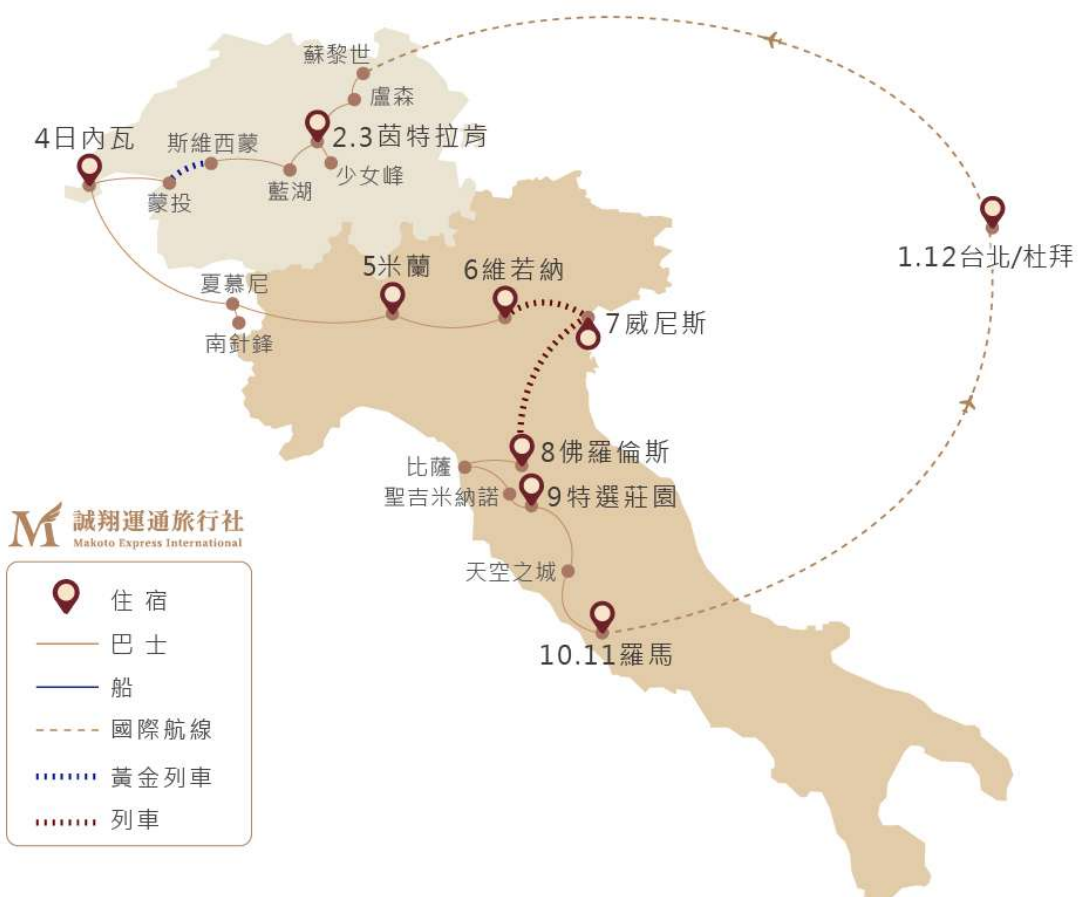 蘇黎世
盧森
2.3茵特拉肯
4日內瓦
斯維西蒙
少女峰
藍湖
蒙投
1.12台北/杜拜
5米蘭
6維若納
夏慕尼
7威尼斯
南針鋒
8佛羅倫斯
比薩
聖吉米納諾
9特選莊園
天空之城
10.11羅馬
M 誠翔運通旅行社
Makoto Express International
住 宿
巴 士
船
國際航線
黃金列車
列車